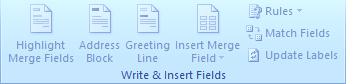 Highlight
Merge Fields
Address
Block
Greeting
Line
Insert Merge
Field
Rules
Match Fields
Update Labels
Write & Insert Fields